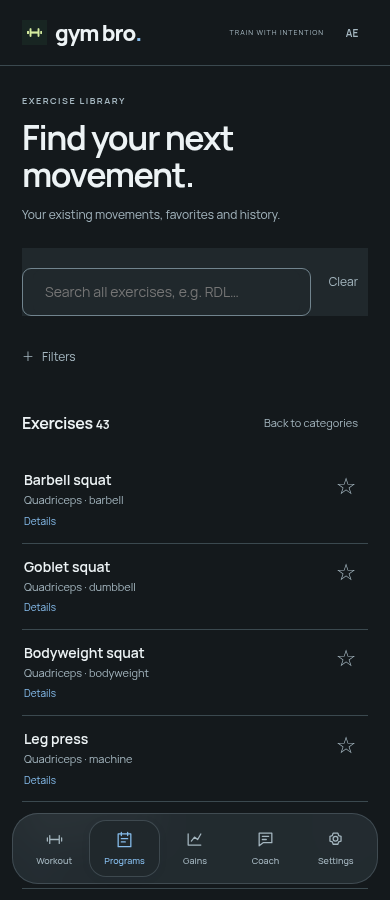 gym bro.
TRAIN WITH INTENTION
AE
EXERCISE LIBRARY
Find your next
movement.
Your existing movements, favorites and history.
Search all exercises, e.g. RDL...
Clear
+ Filters
Exercises 43
Back to categories
Barbell squat
Quadriceps · barbell
Details
Goblet squat
Quadriceps · dumbbell
Details
Bodyweight squat
Quadriceps · bodyweight
Details
Leg press
Quadriceps · machine
Details
Workout
Programs
Gains
Coach
Settings